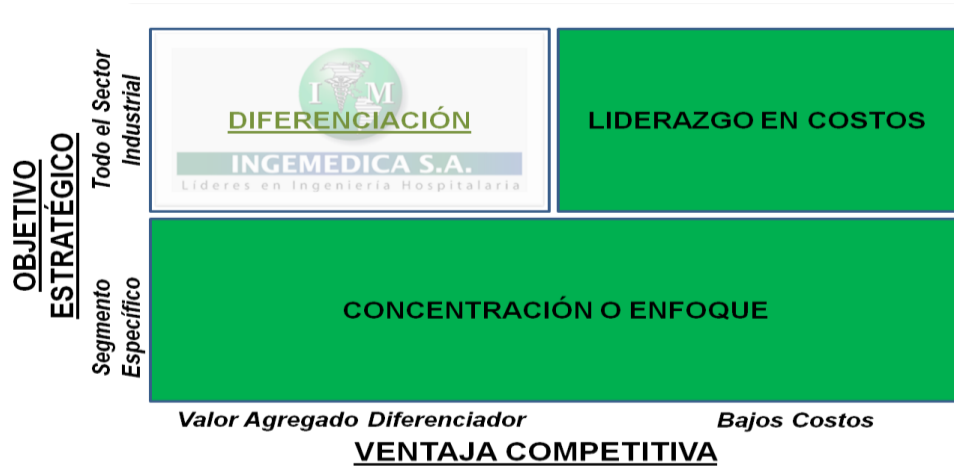 OBJETIVO
ESTRATÉGICO
Todo el Sector
Industrial
I M
DIFERENCIACIÓN
INGEMEDICA S.A.
Líderes en Ingeniería Hospitalaria
LIDERAZGO EN COSTOS
Segmento
Específico
CONCENTRACIÓN O ENFOQUE
Valor Agregado Diferenciador
Bajos Costos
VENTAJA COMPETITIVA